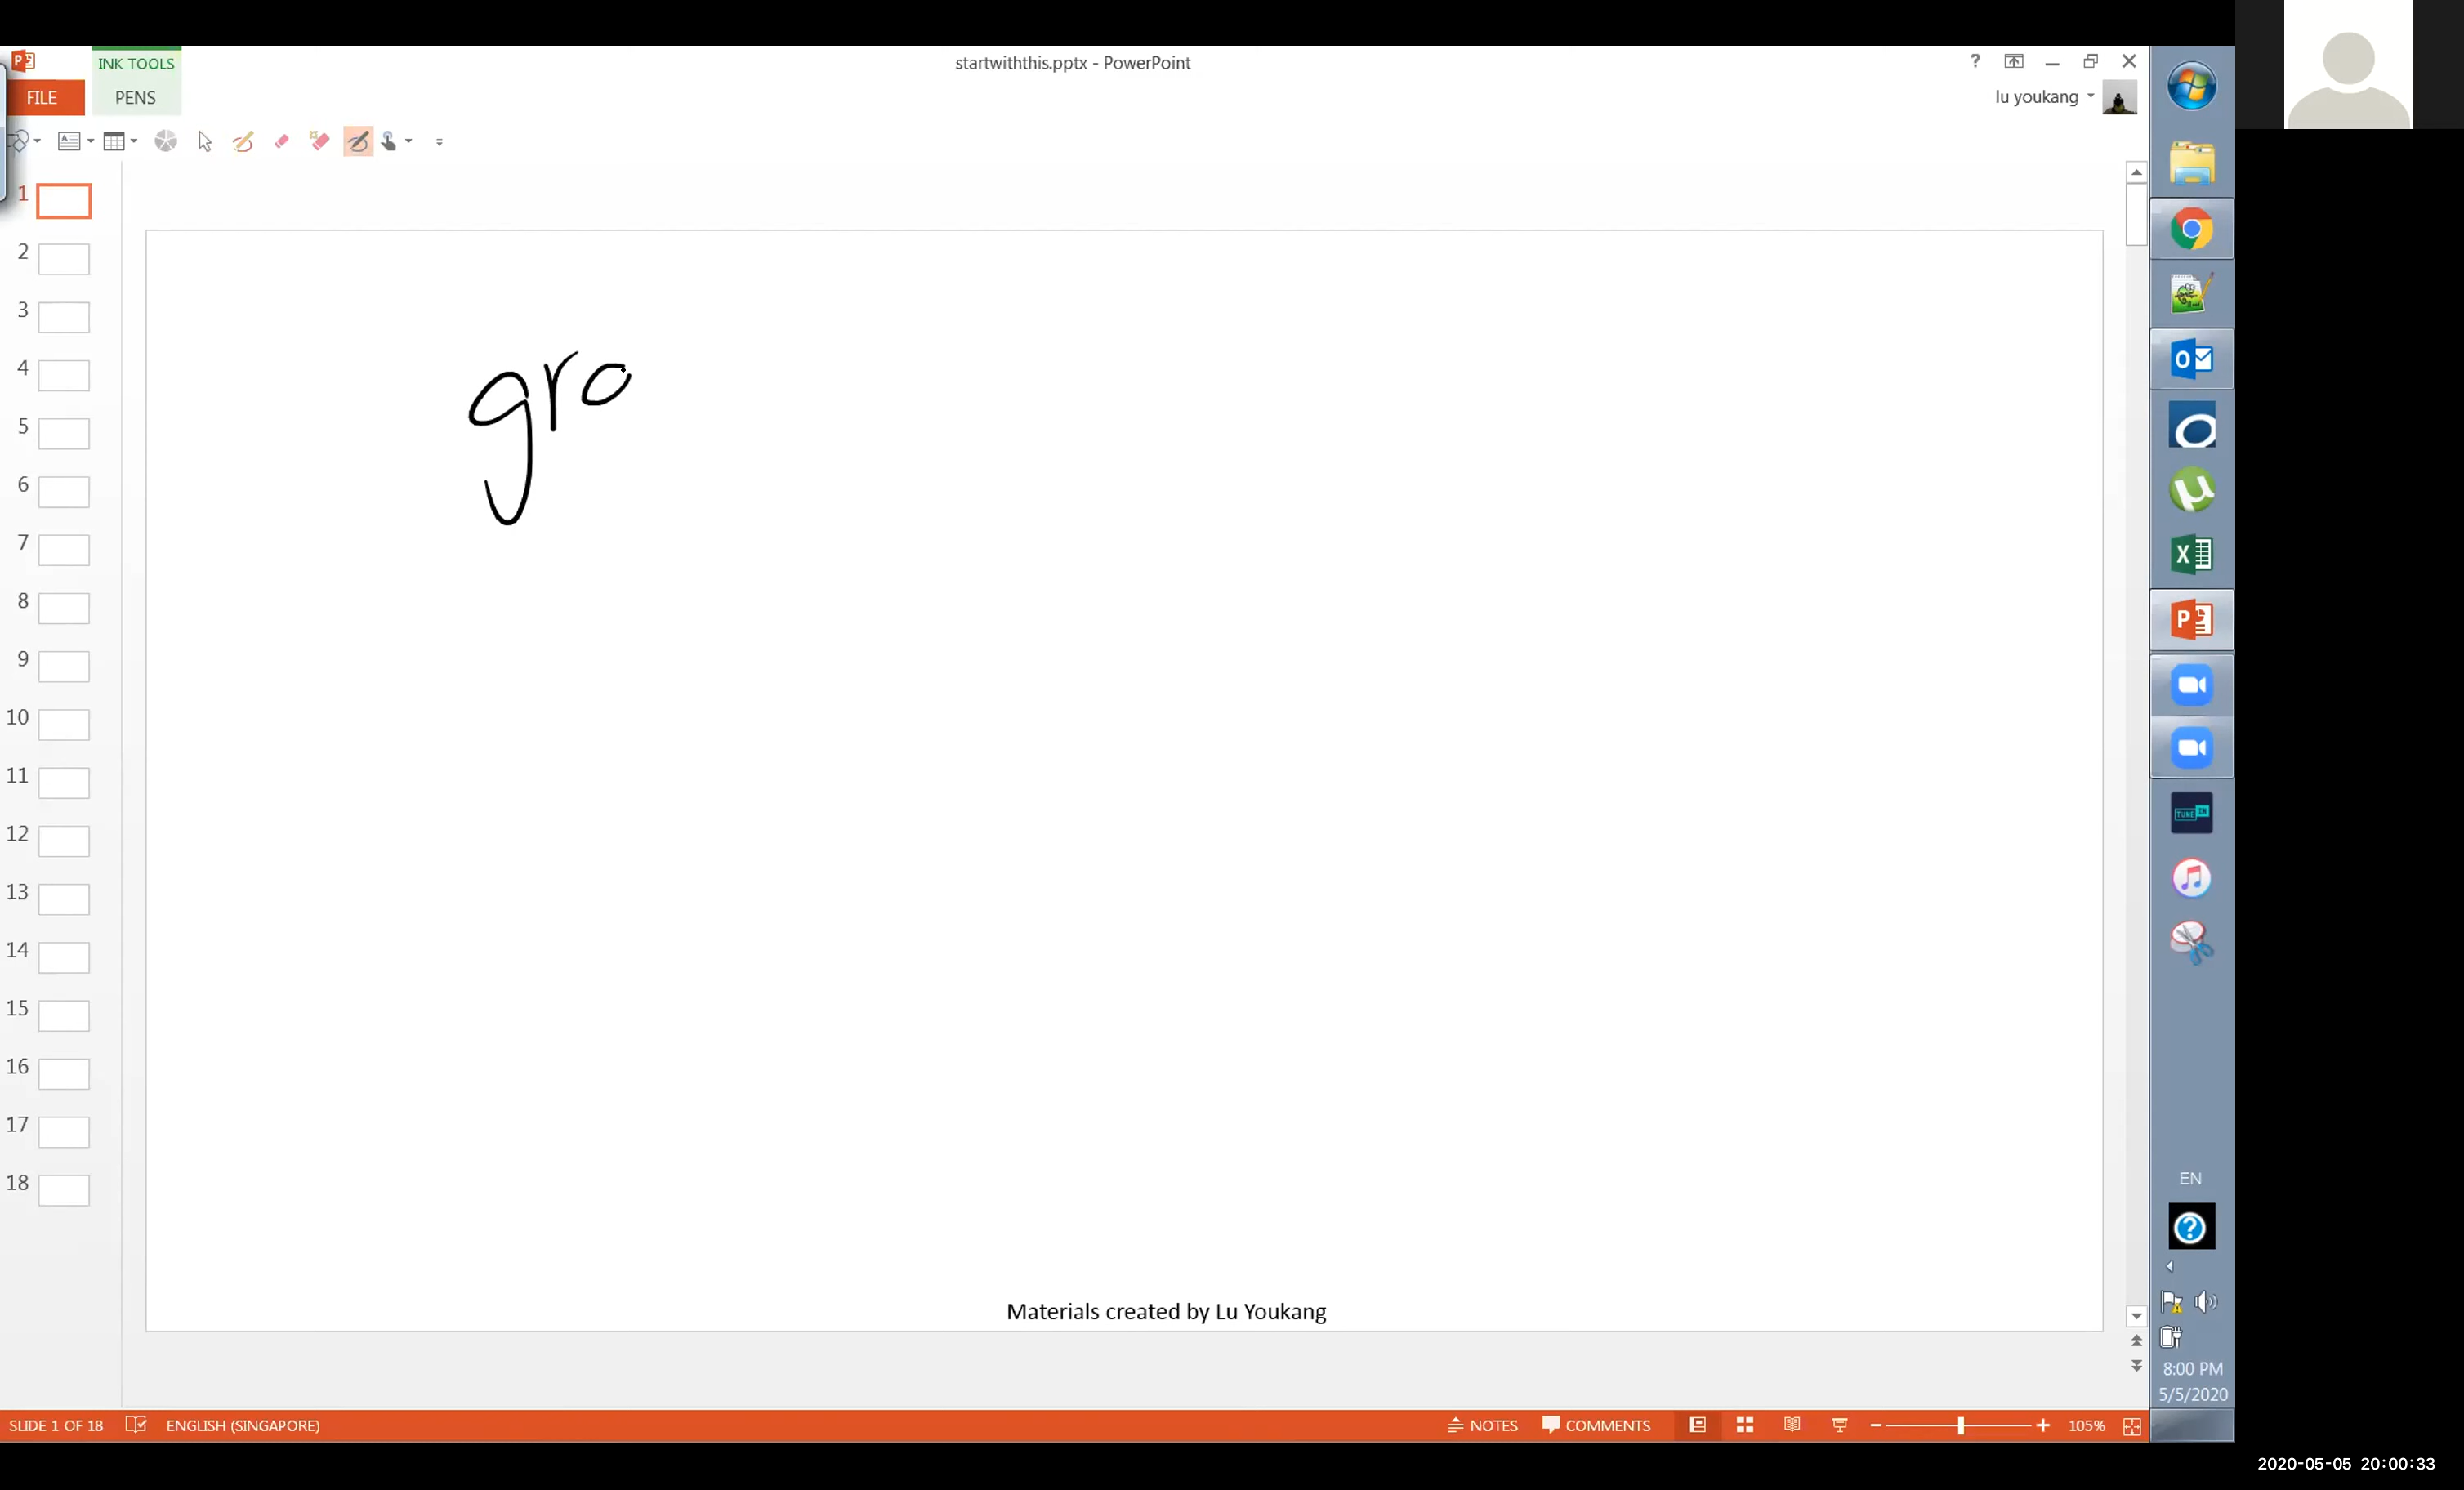 INK TOOLS
startwiththis.pptx - PowerPoint
?
FILE
PENS
lu youkang
1
2
3
4
5
6
7
8
9
10
11
12
13
14
15
16
17
18
gro
Materials created by Lu Youkang
TUNE IN
EN
8:00 PM
5/5/2020
SLIDE 1 OF 18
ENGLISH (SINGAPORE)
NOTES
COMMENTS
105%
2020-05-05 20:00:33